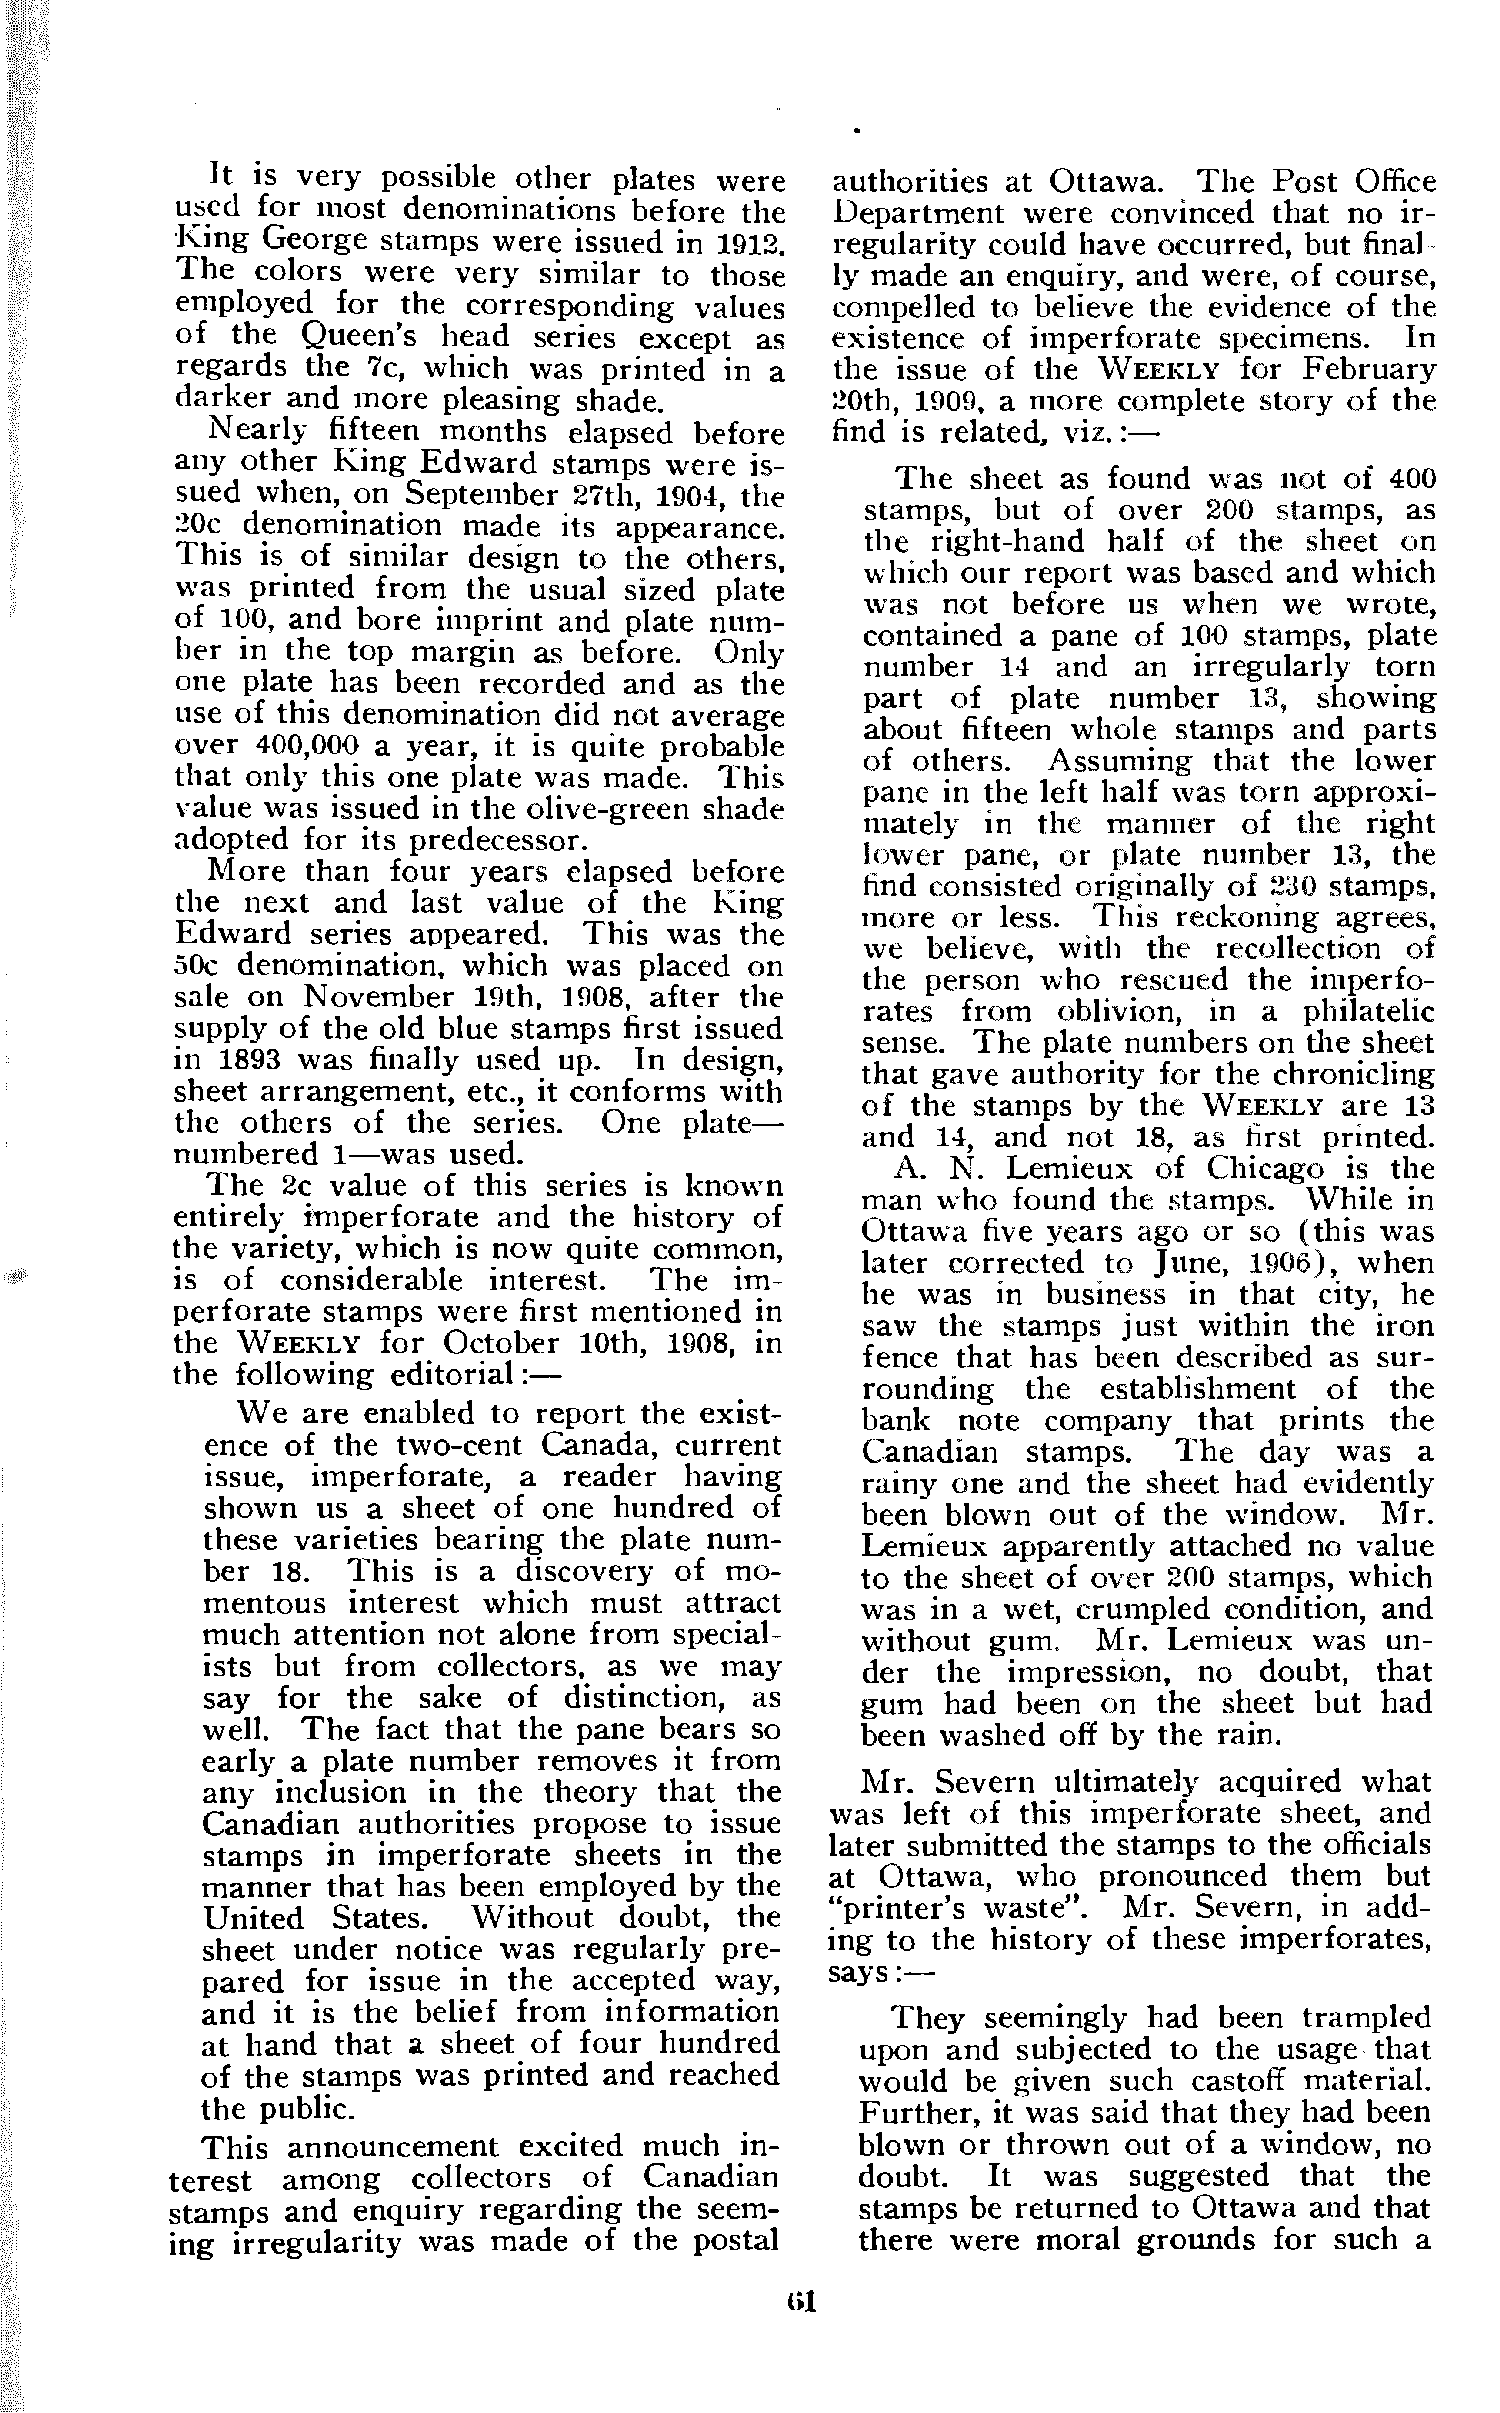 It is very possible other plates were
used for most denominations before the
King George stamps were issued in 1912.
The colors were very similar to those
employed for the corresponding values
of the Queen's head series except as
regards the 7c, which was printed in a
darker and more pleasing shade.
Nearly fifteen months elapsed before
any other King Edward stamps were is-
sued when, on September 27th, 1904, the
20c denomination made its appearance.
This is of similar design to the others,
was printed from the usual sized plate
of 100, and bore imprint and plate num-
ber in the top margin as before. Only
one plate has been recorded and as the
use of this denomination did not average
over 400,000 a year, it is quite probable
that only this one plate was made. This
value was issued in the olive-green shade
adopted for its predecessor.
More than four years elapsed before
the next and last value of the King
Edward series appeared. This was the
50c denomination, which was placed on
sale on November 19th, 1908, after the
supply of the old blue stamps first issued
in 1893 was finally used up. In design,
sheet arrangement, etc., it conforms with
the others of the series. One plate—
numbered 1—was used.
The 2c value of this series is known
entirely imperforate and the history of
the variety, which is now quite common,
is of considerable interest. The im-
perforate stamps were first mentioned in
the WEEKLY for October 10th, 1908, in
the following editorial:—
We are enabled to report the exist-
ence of the two-cent Canada, current
issue, imperforate, a reader having
shown us a sheet of one hundred of
these varieties bearing the plate num-
ber 18. This is a discovery of mo-
mentous interest which must attract
much attention not alone from special-
ists but from collectors, as we may
say for the sake of distinction, as
well. The fact that the pane bears so
early a plate number removes it from
any inclusion in the theory that the
Canadian authorities propose to issue
stamps in imperforate sheets in the
manner that has been employed by the
United States. Without doubt, the
sheet under notice was regularly pre-
pared for issue in the accepted way,
and it is the belief from information
at hand that a sheet of four hundred
of the stamps was printed and reached
the public.
This announcement excited much in-
terest among collectors of Canadian
stamps and enquiry regarding the seem-
ing irregularity was made of the postal
authorities at Ottawa. The Post Office
Department were convinced that no ir-
regularity could have occurred, but final-
ly made an enquiry, and were, of course,
compelled to believe the evidence of the
existence of imperforate specimens. In
the issue of the WEEKLY for February
20th, 1909, a more complete story of the
find is related, viz.:—
The sheet as found was not of 400
stamps, but of over 200 stamps, as
the right-hand half of the sheet on
which our report was based and which
was not before us when we wrote,
contained a pane of 100 stamps, plate
number 14 and an irregularly torn
part of plate number 13, showing
about fifteen whole stamps and parts
of others. Assuming that the lower
pane in the left half was torn approxi-
mately in the manner of the right
lower pane, or plate number 13, the
find consisted originally of 230 stamps,
more or less. This reckoning agrees,
we believe, with the recollection of
the person who rescued the imperfo-
rates from oblivion, in a philatelic
sense. The plate numbers on the sheet
that gave authority for the chronicling
of the stamps by the WEEKLY are 13
and 14, and not 18, as first printed.
A. N. Lemieux of Chicago is the
man who found the stamps. While in
Ottawa five years ago or so (this was
later corrected to June, 1906), when
he was in business in that city, he
saw the stamps just within the iron
fence that has been described as sur-
rounding the establishment of the
bank note company that prints the
Canadian stamps. The day was a
rainy one and the sheet had evidently
been blown out of the window. Mr.
Lemieux apparently attached no value
to the sheet of over 200 stamps, which
was in a wet, crumpled condition, and
without gum. Mr. Lemieux was un-
der the impression, no doubt, that
gum had been on the sheet but had
been washed off by the rain.
Mr. Severn ultimately acquired what
was left of this imperforate sheet, and
later submitted the stamps to the officials
at Ottawa, who pronounced them but
"printer's waste". Mr. Severn, in add-
ing to the history of these imperforates,
says:—
They seemingly had been trampled
upon and subjected to the usage that
would be given such castoff material.
Further, it was said that they had been
blown or thrown out of a window, no
doubt. It was suggested that the
stamps be returned to Ottawa and that
there were moral grounds for such a
61